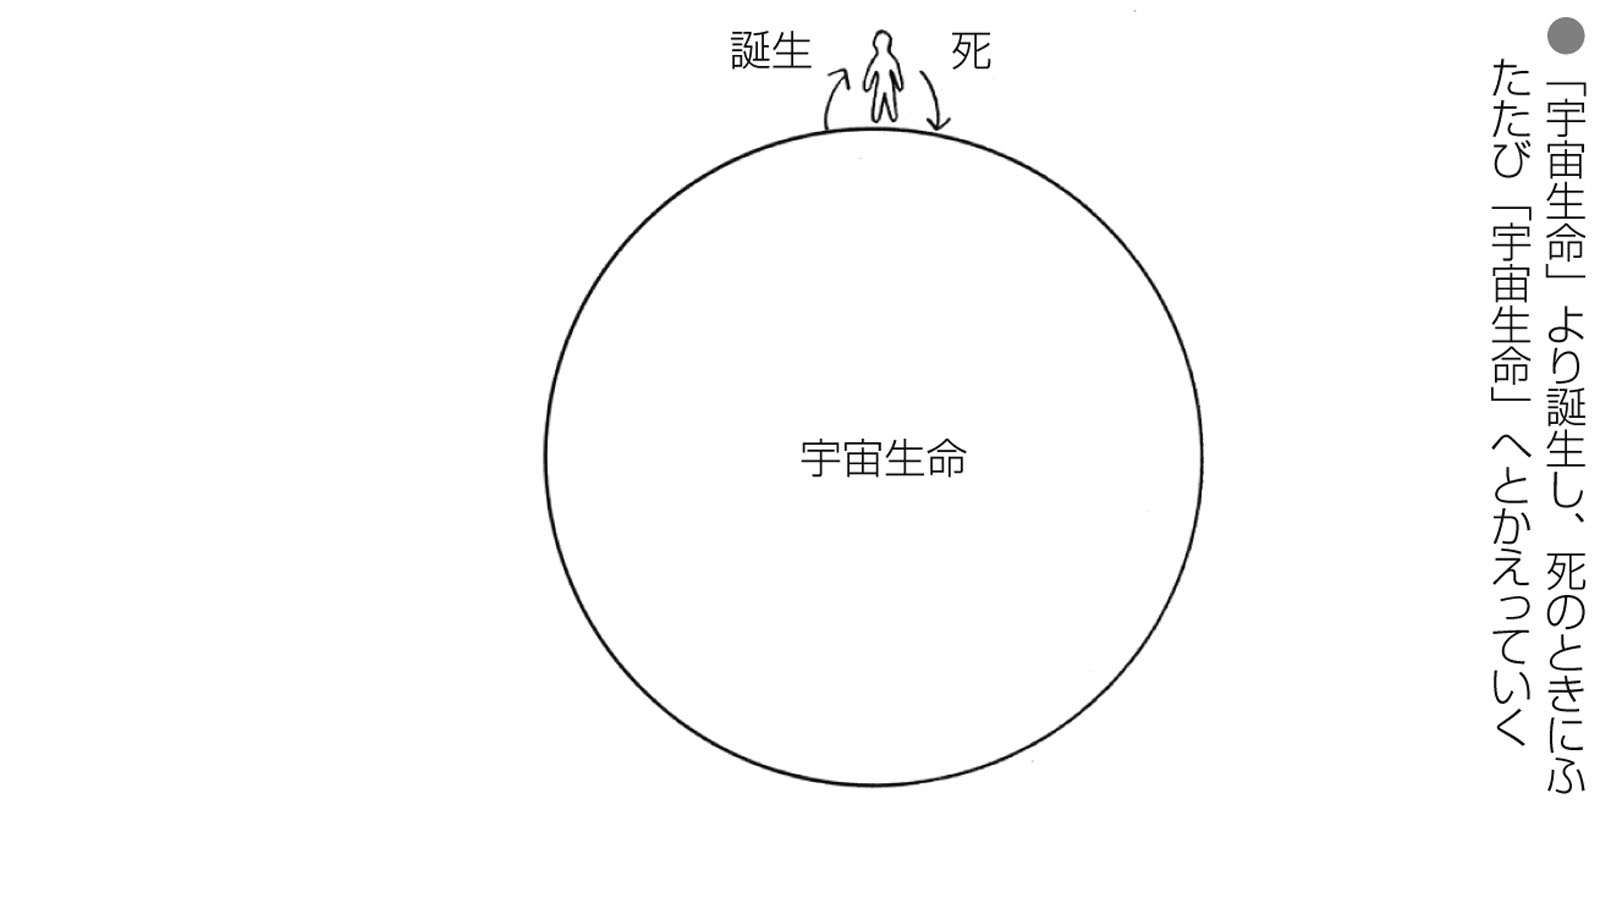 ●「宇宙生命」より誕生し、死のときにふ
たたび「宇宙生命」へとかえっていく
誕生
死
宇宙生命